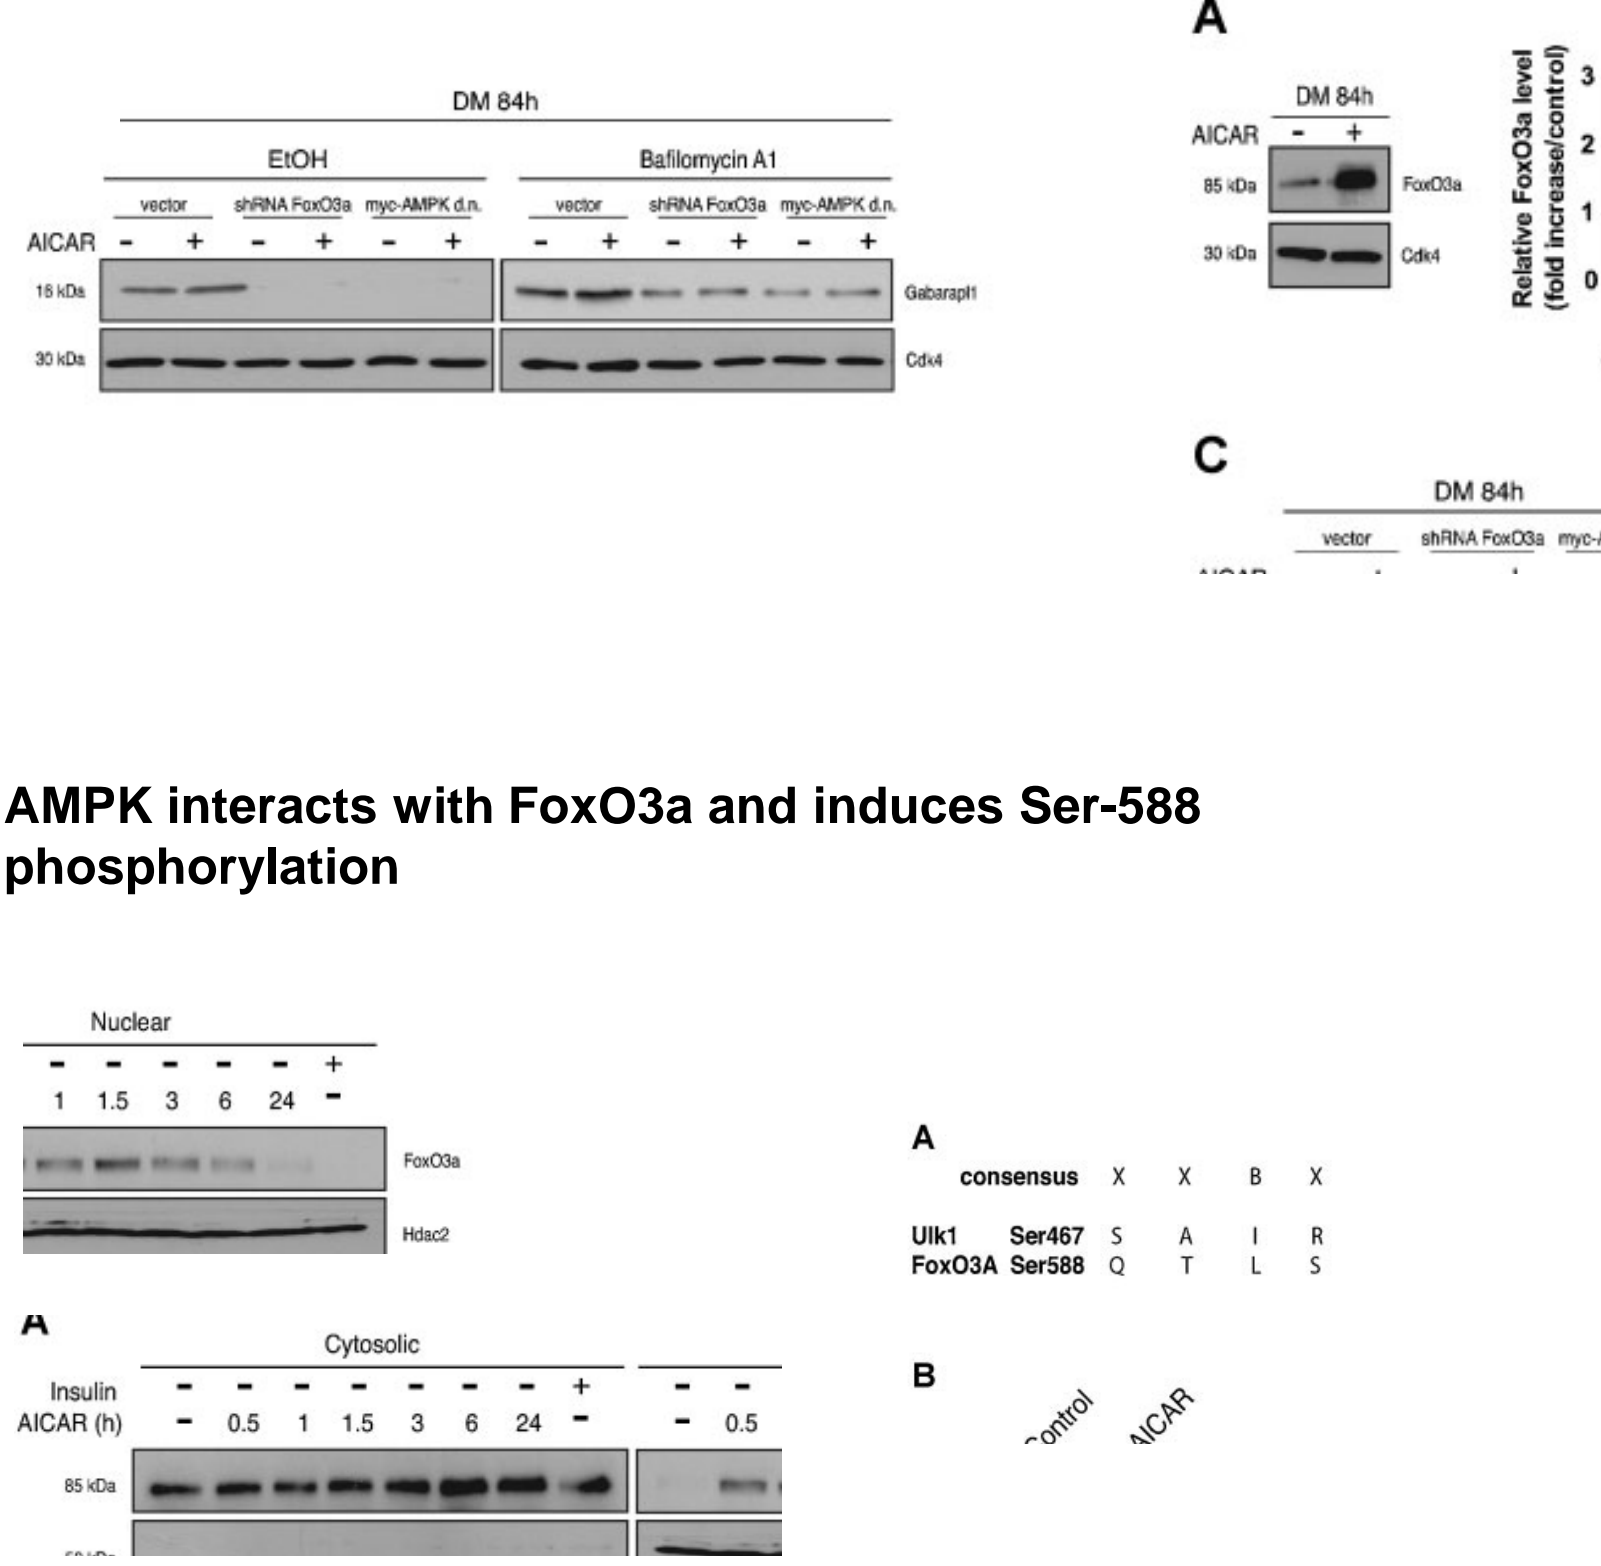 DM 84h
EtOH Bafilomycin A1
vector shRNA FoxO3a myc-AMPK d.n. vector shRNA FoxO3a myc-AMPK d.n.
AICAR - + - + - + - + - + - +
16 kDa Gabarapl1
30 kDa Cdk4
A
DM 84h
AICAR - +
85 kDa FoxO3a
30 kDa Cdk4
Relative FoxO3a level
(fold increase/control)
3
2
1
0
C
DM 84h
vector shRNA FoxO3a
AMPK interacts with FoxO3a and induces Ser-588
phosphorylation
Nuclear
- - - - - +
1 1.5 3 6 24 -
FoxO3a
Hdac2
A
Cytosolic
Insulin - - - - - - - + - -
AICAR (h) - 0.5 1 1.5 3 6 24 - - 0.5
85 kDa
A
consensus X X B X
Ulk1 Ser467 S A I R
FoxO3A Ser588 Q T L S
B
Control AICAR